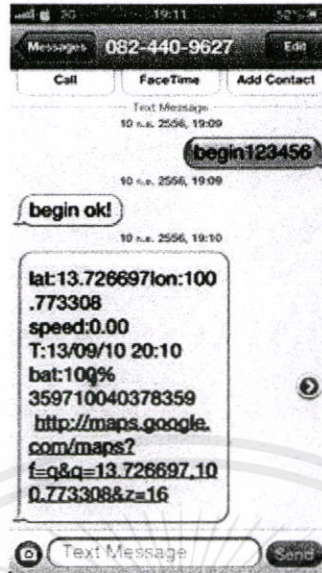 20 19:11 52%
Messages 082-440-9627 Edit
Call FaceTime Add Contact
Text Message
10 ก.ย. 2556, 19:09
begin123456
10 ก.ย. 2556, 19:09
begin ok!
10 ก.ย. 2556, 19:10
lat:13.726697lon:100
.773308
speed:0.00
T:13/09/10 20:10
bat:100%
359710040378359
http://maps.google.
com/maps?
f=q&q=13.726697,10
0.773308&z=16
Text Message Send